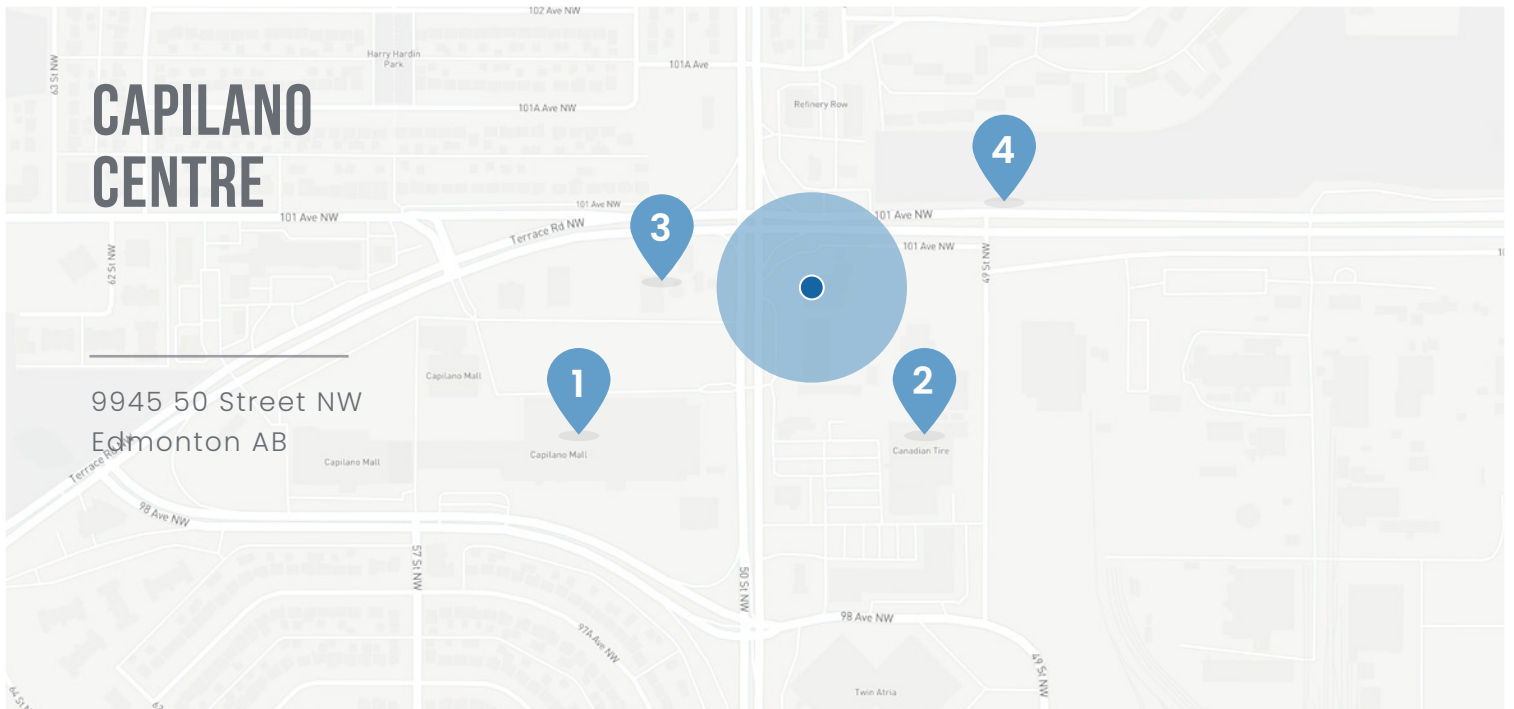 102 Ave NW
63 St NW
Harry Hardin
Park
101A Ave
101A Ave NW
Refinery Row
CAPILANO
CENTRE
4
101 Ave NW
101 Ave NW
101 Ave NW
3
Terrace Rd NW
101 Ave NW
62 St NW
49 St NW
Capilano Mall
1
2
9945 50 Street NW
Edmonton AB
Terrace Rd NW
Capilano Mall
Capilano Mall
Canadian Tire
98 Ave NW
57 St NW
50 St NW
98 Ave NW
97A Ave NW
49 St NW
Twin Atria